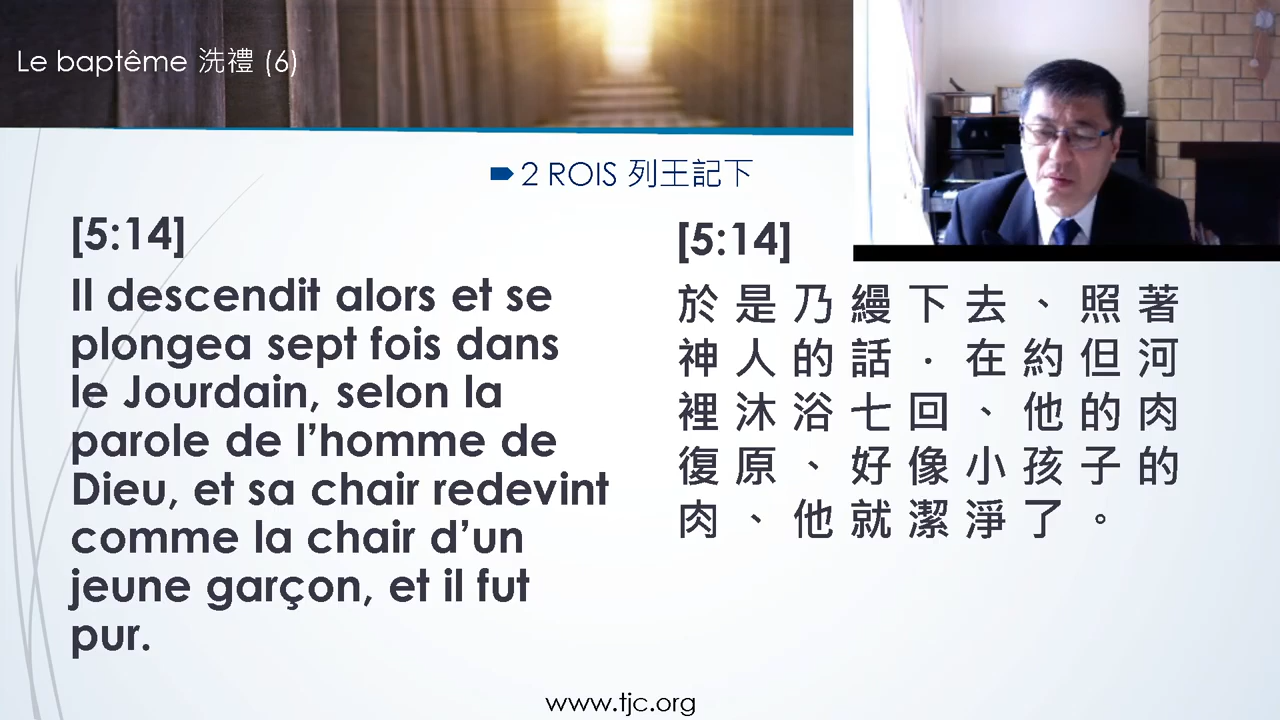 Le baptême 洗禮 (6)
2 ROIS 列王記下
[5:14]
Il descendit alors et se
plongea sept fois dans
le Jourdain, selon la
parole de l’homme de
Dieu, et sa chair redevint
comme la chair d’un
jeune garçon, et il fut
pur.
[5:14]
於是乃縵下去、照著
神人的話．在約但河
裡沐浴七回、他的肉
復原、好像小孩子的
肉、他就潔淨了。
www.tjc.org